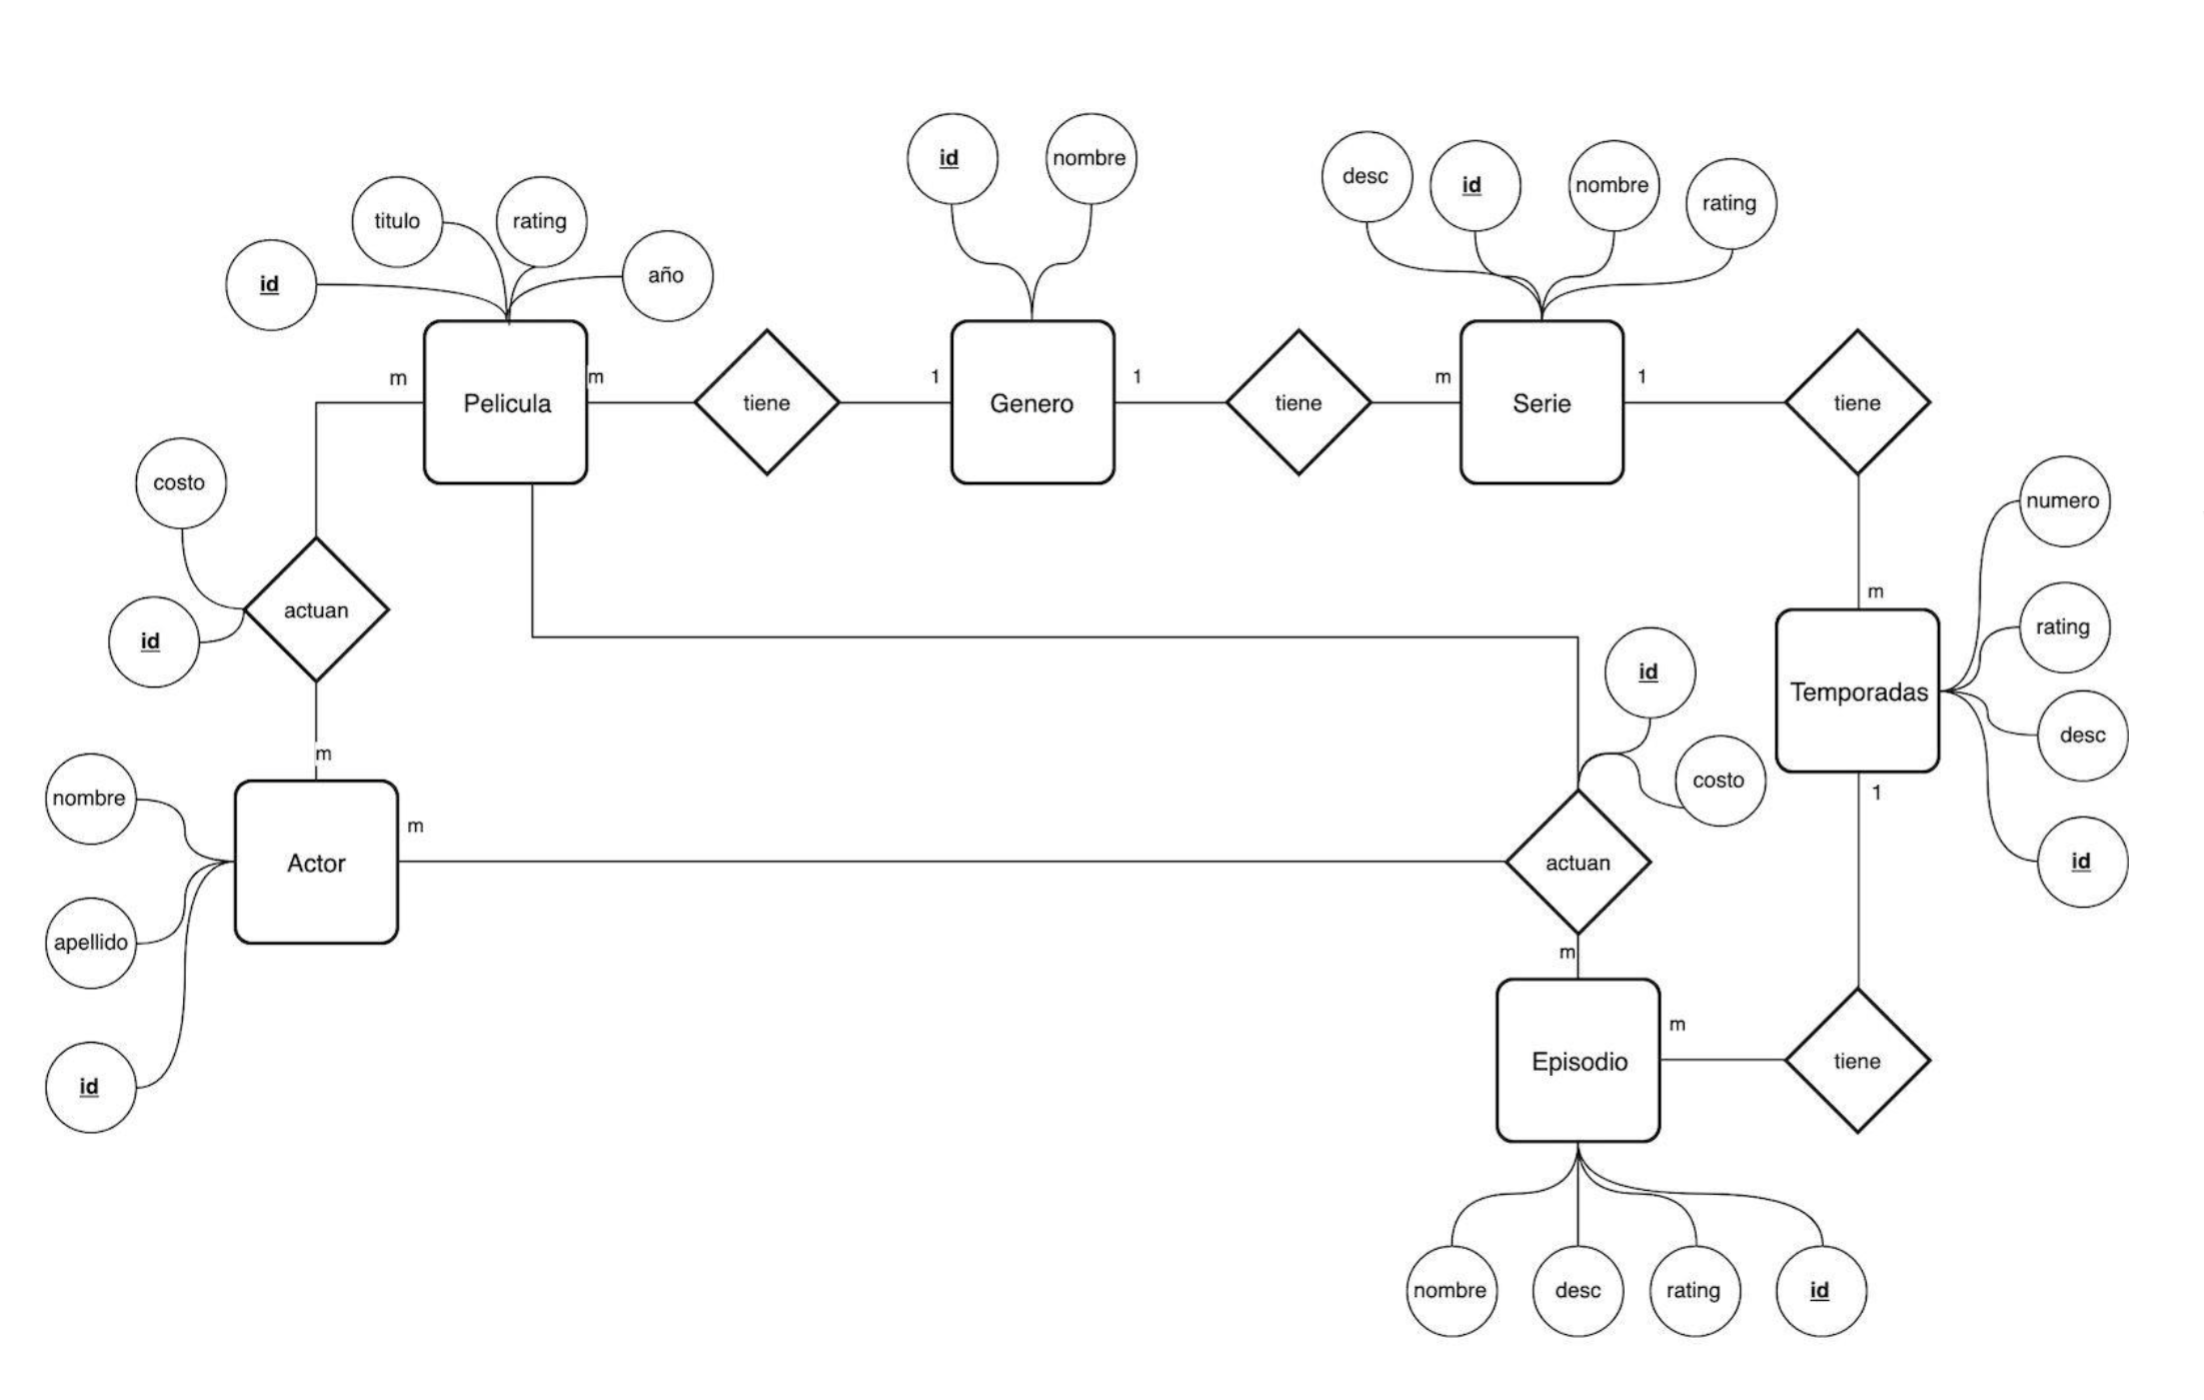 id
nombre
desc
id
nombre
rating
titulo
rating
año
id
m
Pelicula
m
tiene
1
Genero
1
tiene
m
Serie
1
tiene
costo
numero
actuan
id
m
rating
id
Temporadas
desc
m
nombre
costo
1
m
Actor
actuan
id
apellido
m
m
id
Episodio
tiene
nombre
desc
rating
id